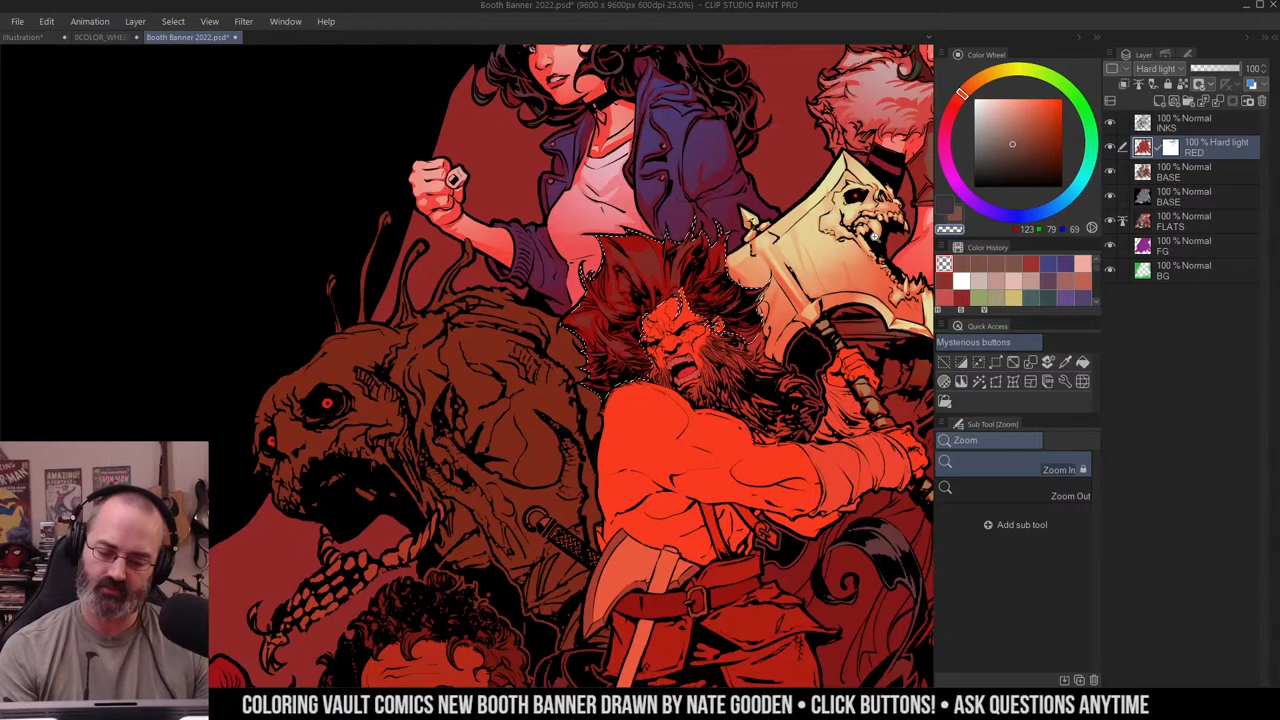 Booth Banner 2022.psd* (9600 x 9600px 600dpi 25.0%) - CLIP STUDIO PAINT PRO
File Edit Animation Layer Select View Filter Window Help
Illustration* 0COLOR_WHE Booth Banner 2022.psd*
Color Wheel
123 79 69
Color History
H S V
Quick Access
Mysterious buttons
Sub Tool [Zoom]
Zoom
Zoom In
Zoom Out
Add sub tool
Layer
Hard light 100
100 % Normal
INKS
100 % Hard light
RED
100 % Normal
BASE
100 % Normal
BASE
100 % Normal
FLATS
100 % Normal
FG
100 % Normal
BG
AMAZING
COLORING VAULT COMICS NEW BOOTH BANNER DRAWN BY NATE GOODEN • CLICK BUTTONS! • ASK QUESTIONS ANYTIME